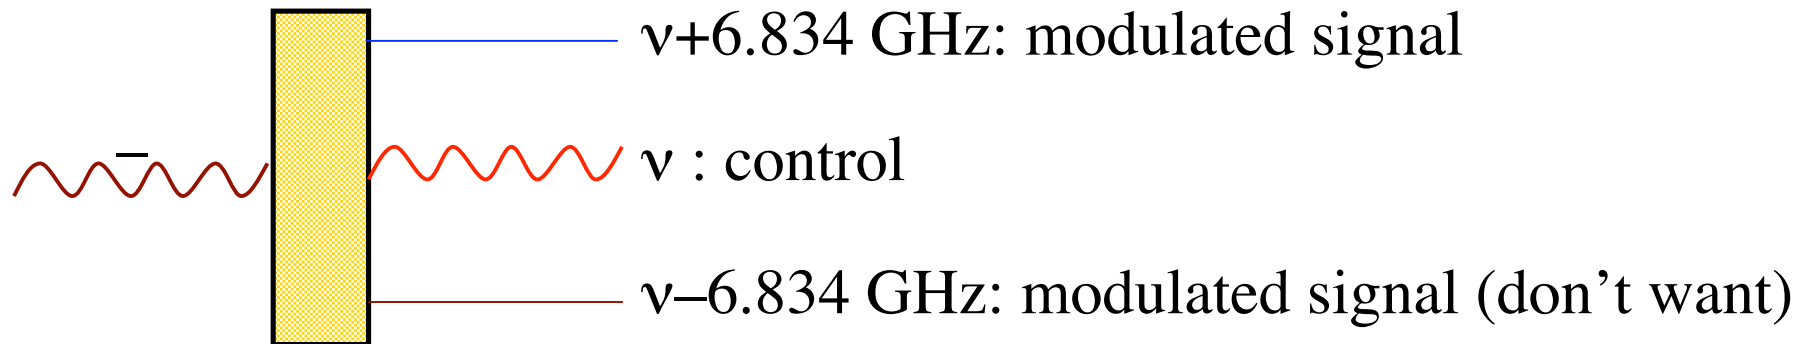 ν+6.834 GHz: modulated signal
ν : control
ν–6.834 GHz: modulated signal (don’t want)